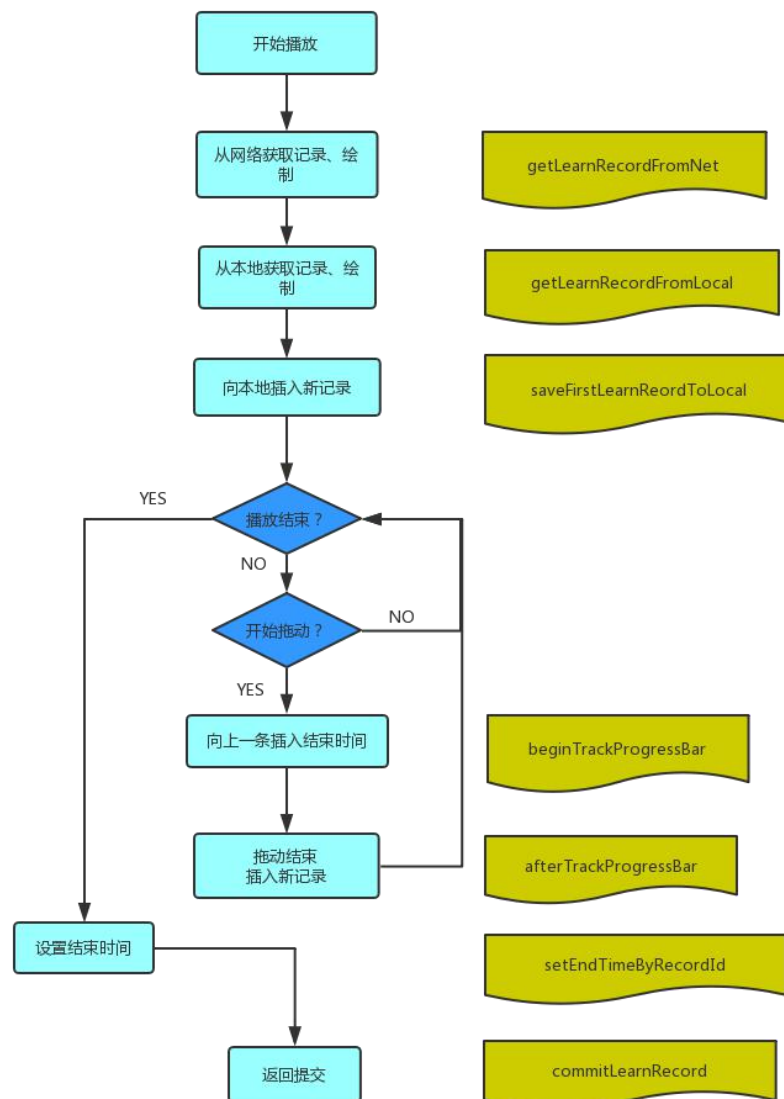 开始播放
从网络获取记录、绘
制
getLearnRecordFromNet
从本地获取记录、绘
制
getLearnRecordFromLocal
向本地插入新记录
saveFirstLearnReordToLocal
YES
播放结束？
NO
开始拖动？
NO
YES
向上一条插入结束时间
beginTrackProgressBar
拖动结束
插入新记录
afterTrackProgressBar
设置结束时间
setEndTimeByRecordId
返回提交
commitLearnRecord